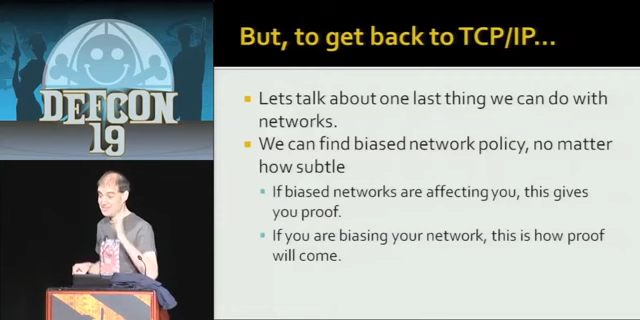 DEFCON
19
But, to get back to TCP/IP...
Lets talk about one last thing we can do with
networks.
We can find biased network policy, no matter
how subtle
If biased networks are affecting you, this gives
you proof.
If you are biasing your network, this is how proof
will come.